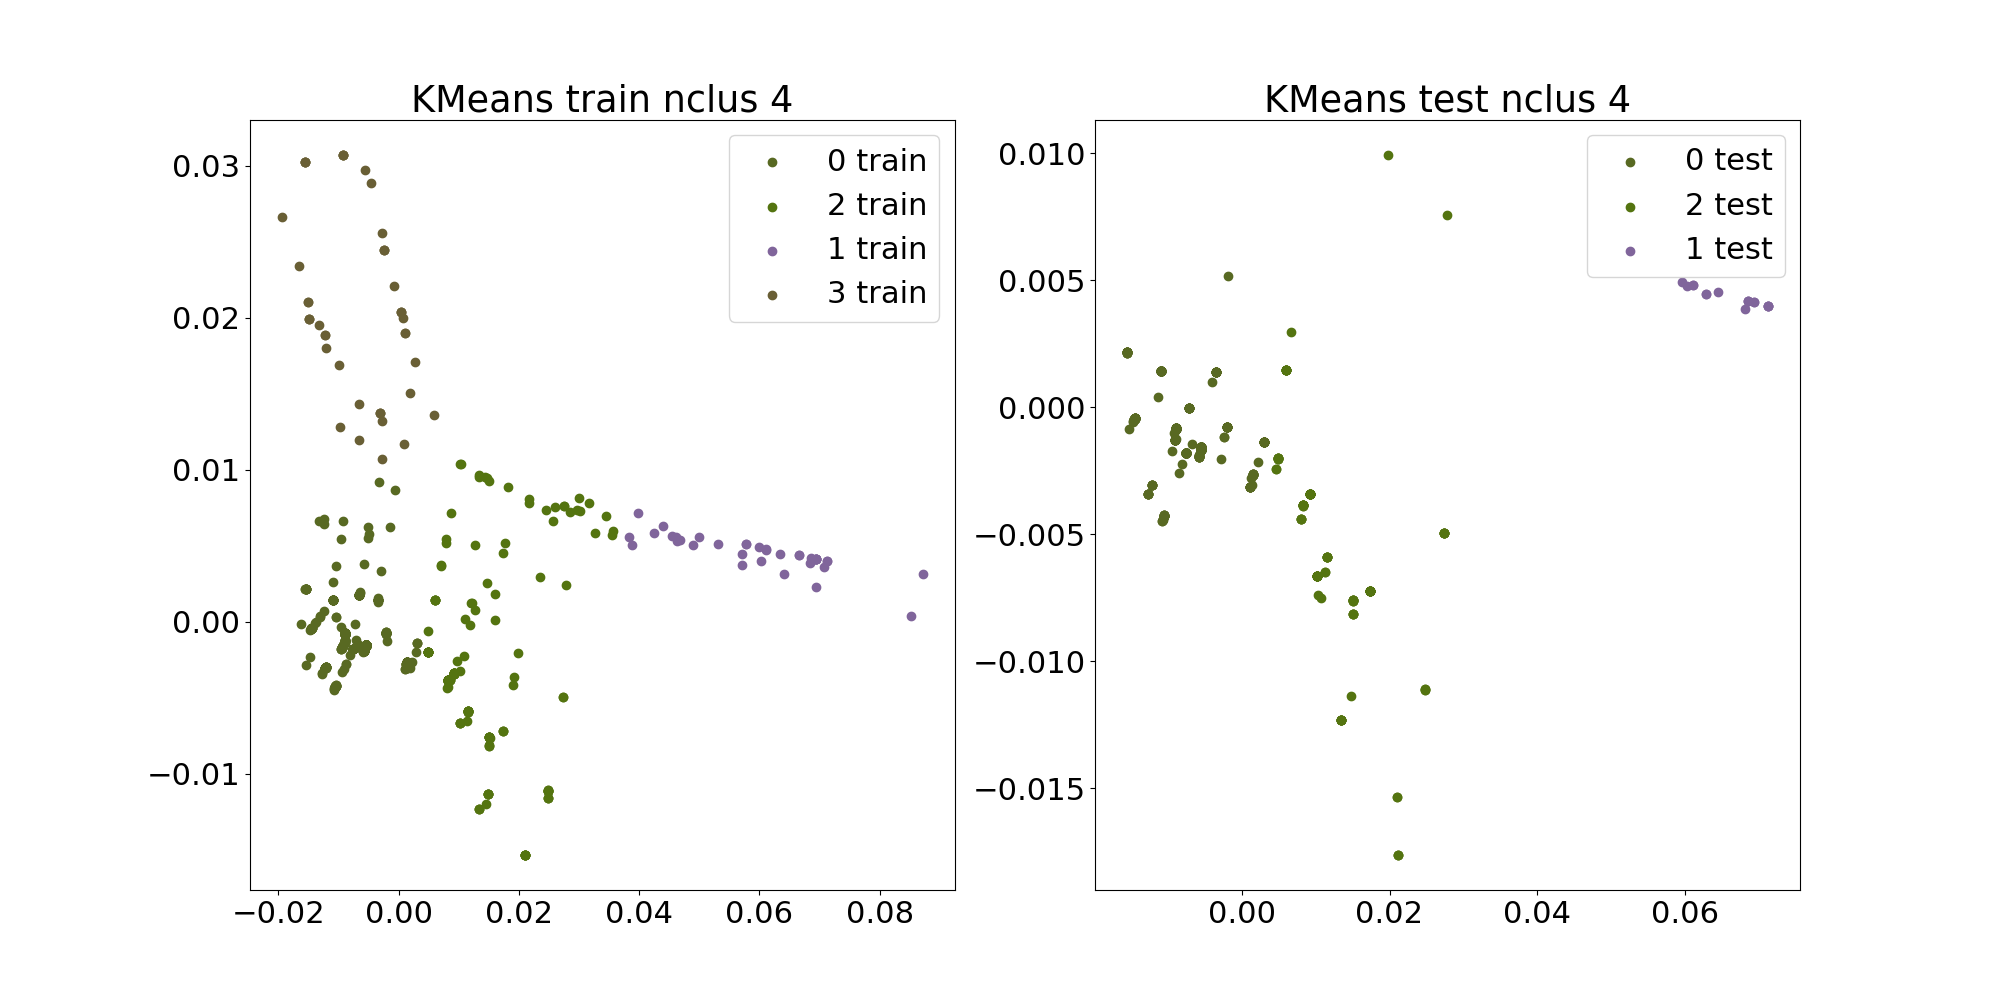 KMeans train nclus 4
0.03
0.02
0.01
0.00
−0.01
−0.02
0.00
0.02
0.04
0.06
0.08
0 train
2 train
1 train
3 train
KMeans test nclus 4
0.010
0.005
0.000
−0.005
−0.010
−0.015
0.00
0.02
0.04
0.06
0 test
2 test
1 test